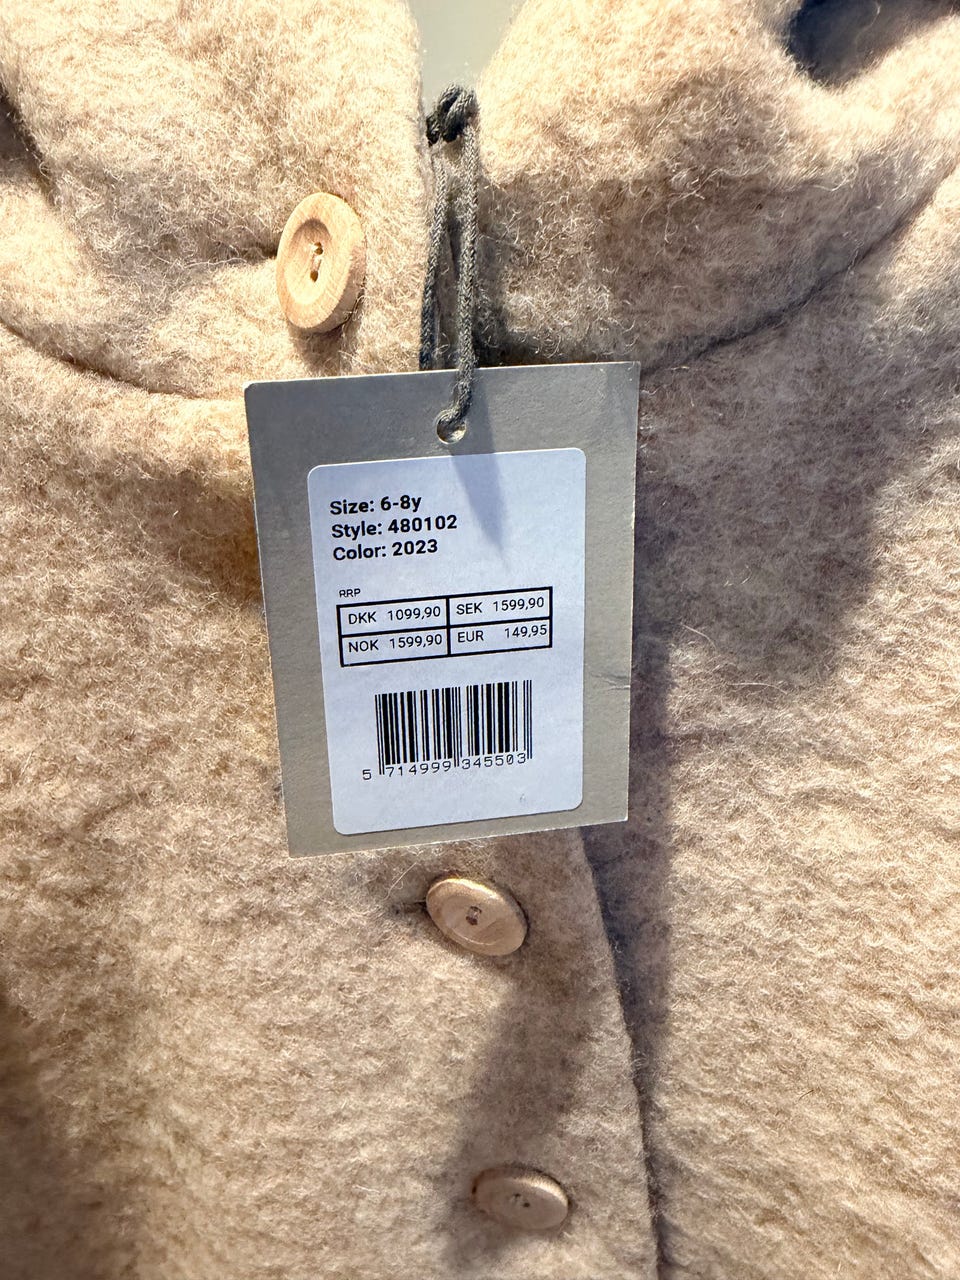 Size: 6-8y
Style: 480102
Color: 2023
RRP
DKK 1099,90 SEK 1599,90
NOK 1599,90 EUR 149,95
5 714999 345503